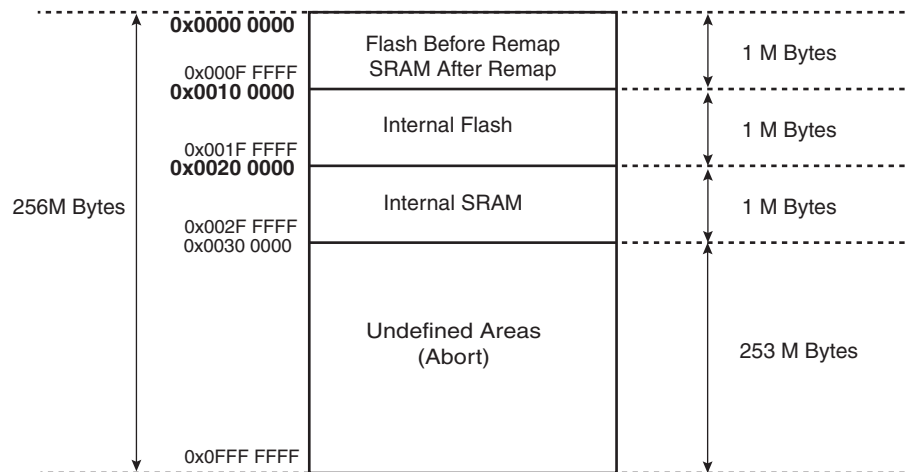 0x0000 0000
Flash Before Remap
SRAM After Remap
1 M Bytes
0x000F FFFF
0x0010 0000
Internal Flash
1 M Bytes
0x001F FFFF
0x0020 0000
256M Bytes
Internal SRAM
1 M Bytes
0x002F FFFF
0x0030 0000
Undefined Areas
(Abort)
253 M Bytes
0x0FFF FFFF